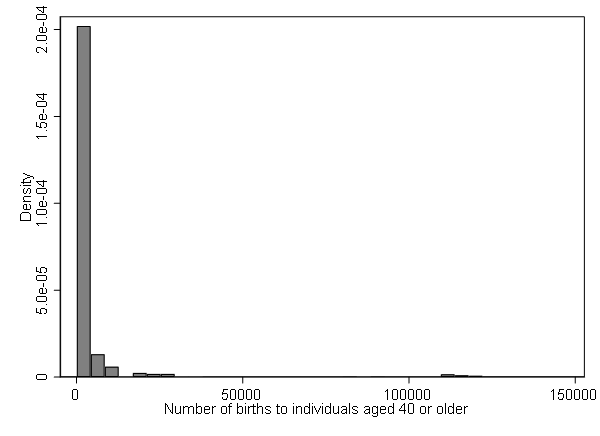 2.0e-04
1.5e-04
1.0e-04
5.0e-05
0
Density
0 50000 100000 150000
Number of births to individuals aged 40 or older